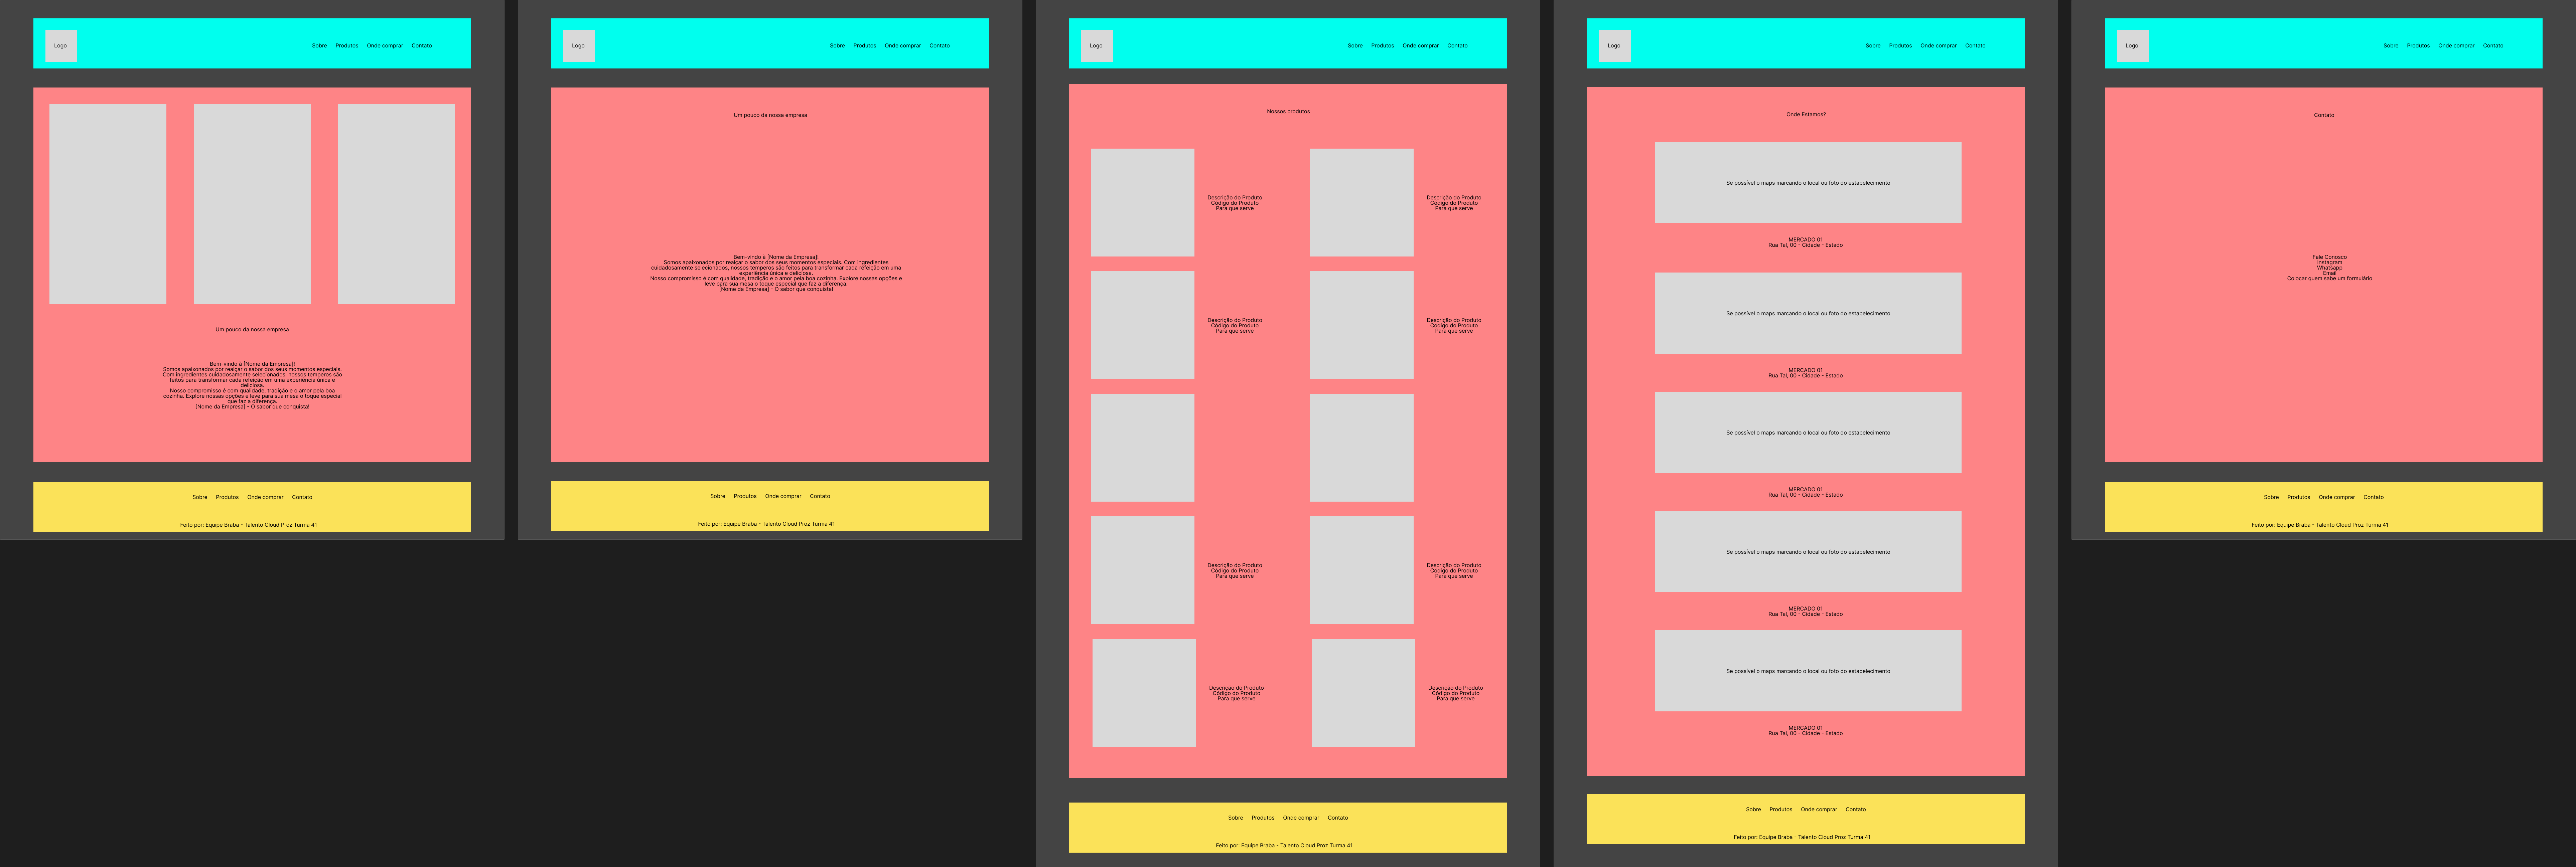 Logo
Sobre Produtos Onde comprar Contato
Um pouco da nossa empresa
Bem-vindo à [Nome da Empresa]!
Somos apaixonados por realçar o sabor dos seus momentos especiais.
Com ingredientes cuidadosamente selecionados, nossos temperos são
feitos para transformar cada refeição em uma experiência única e
deliciosa.
Nosso compromisso é com qualidade, tradição e o amor pela boa
cozinha. Explore nossas opções e leve para sua mesa o toque especial
que faz a diferença.
[Nome da Empresa] - O sabor que conquista!
Sobre Produtos Onde comprar Contato
Feito por: Equipe Braba - Talento Cloud Proz Turma 41
Logo
Sobre Produtos Onde comprar Contato
Um pouco da nossa empresa
Bem-vindo à [Nome da Empresa]!
Somos apaixonados por realçar o sabor dos seus momentos especiais. Com ingredientes
cuidadosamente selecionados, nossos temperos são feitos para transformar cada refeição em uma
experiência única e deliciosa.
Nosso compromisso é com qualidade, tradição e o amor pela boa cozinha. Explore nossas opções e
leve para sua mesa o toque especial que faz a diferença.
[Nome da Empresa] - O sabor que conquista!
Sobre Produtos Onde comprar Contato
Feito por: Equipe Braba - Talento Cloud Proz Turma 41
Logo
Sobre Produtos Onde comprar Contato
Nossos produtos
Descrição do Produto
Código do Produto
Para que serve
Descrição do Produto
Código do Produto
Para que serve
Descrição do Produto
Código do Produto
Para que serve
Descrição do Produto
Código do Produto
Para que serve
Descrição do Produto
Código do Produto
Para que serve
Descrição do Produto
Código do Produto
Para que serve
Descrição do Produto
Código do Produto
Para que serve
Descrição do Produto
Código do Produto
Para que serve
Sobre Produtos Onde comprar Contato
Feito por: Equipe Braba - Talento Cloud Proz Turma 41
Logo
Sobre Produtos Onde comprar Contato
Onde Estamos?
Se possível o maps marcando o local ou foto do estabelecimento
MERCADO 01
Rua Tal, 00 - Cidade - Estado
Se possível o maps marcando o local ou foto do estabelecimento
MERCADO 01
Rua Tal, 00 - Cidade - Estado
Se possível o maps marcando o local ou foto do estabelecimento
MERCADO 01
Rua Tal, 00 - Cidade - Estado
Se possível o maps marcando o local ou foto do estabelecimento
MERCADO 01
Rua Tal, 00 - Cidade - Estado
Se possível o maps marcando o local ou foto do estabelecimento
MERCADO 01
Rua Tal, 00 - Cidade - Estado
Sobre Produtos Onde comprar Contato
Feito por: Equipe Braba - Talento Cloud Proz Turma 41
Logo
Sobre Produtos Onde comprar Contato
Contato
Fale Conosco
Instagram
Whatsapp
Email
Colocar quem sabe um formulário
Sobre Produtos Onde comprar Contato
Feito por: Equipe Braba - Talento Cloud Proz Turma 41